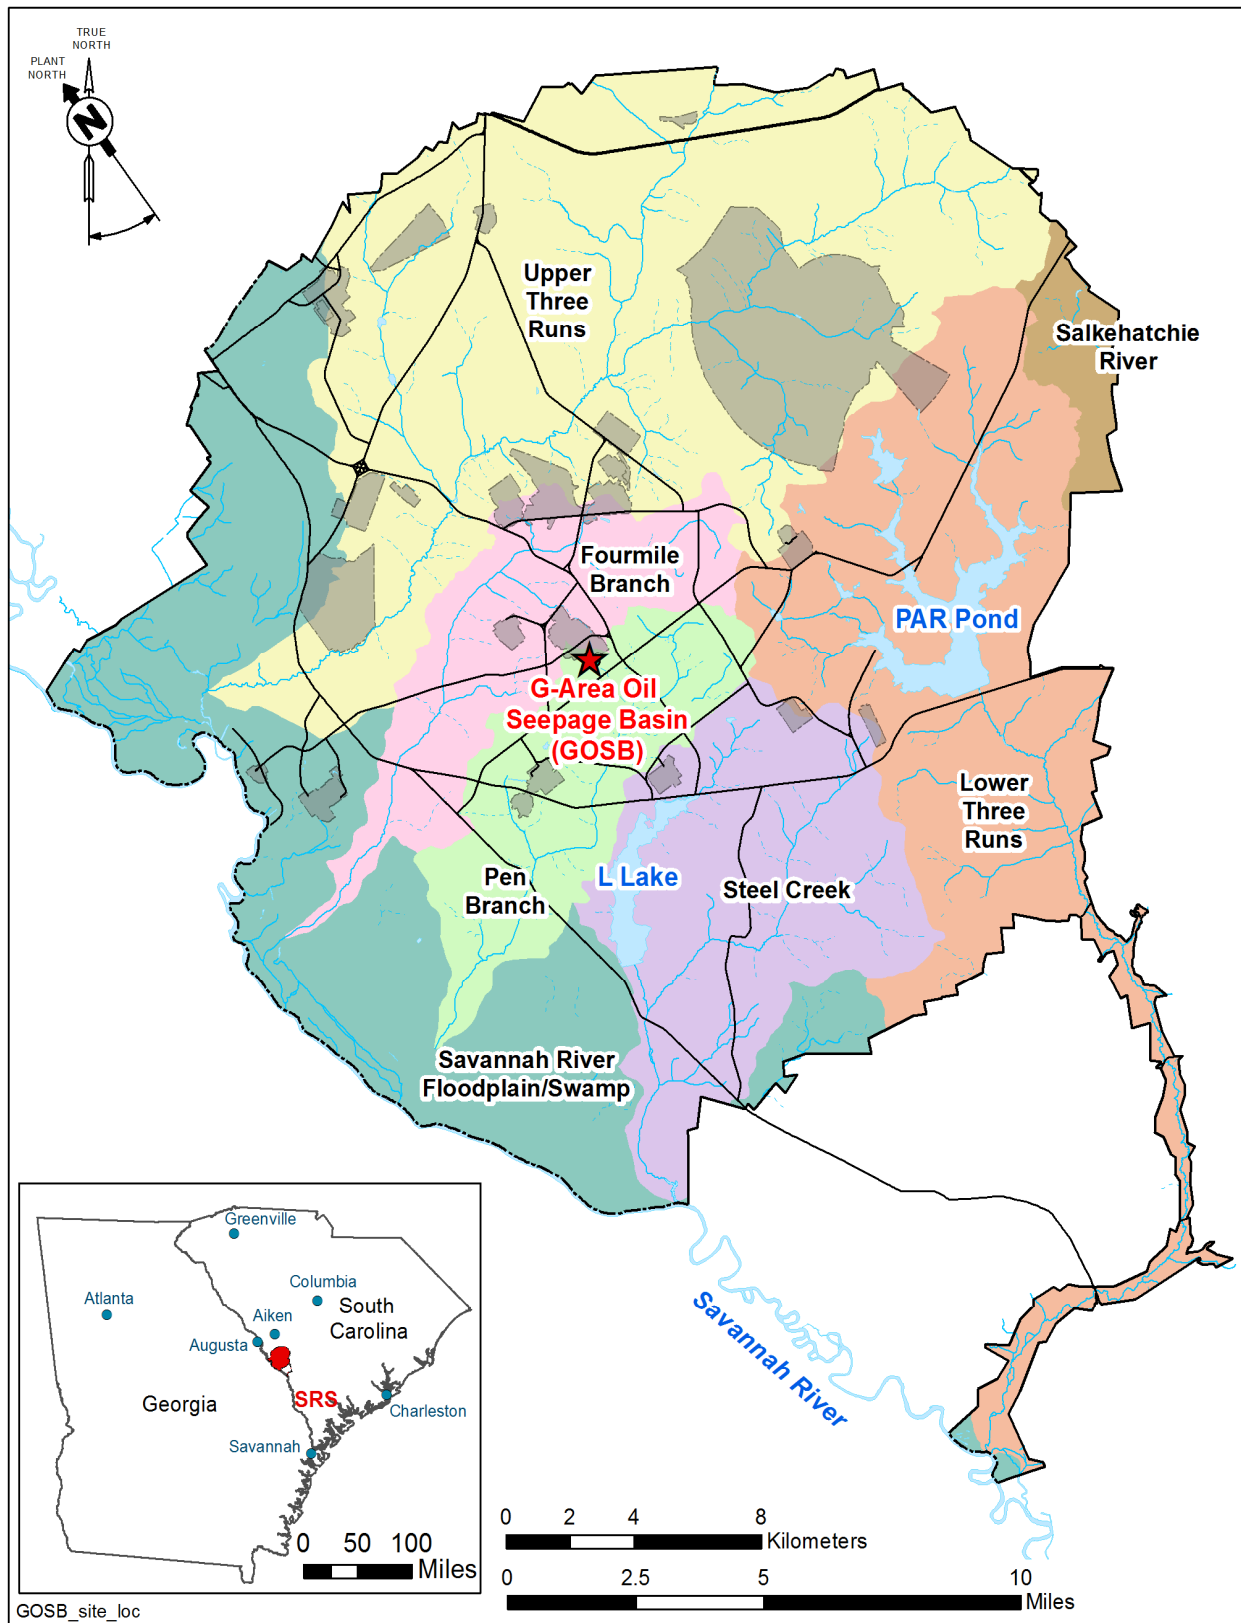 TRUE
NORTH
PLANT
NORTH
N
Upper
Three
Runs
Salkehatchie
River
Fourmile
Branch
PAR Pond
G-Area Oil
Seepage Basin
(GOSB)
Lower
Three
Runs
Pen
Branch
L Lake
Steel Creek
Savannah River
Floodplain/Swamp
Savannah River
Greenville
Columbia
Atlanta
Aiken
South
Carolina
Augusta
Georgia
SRS
Charleston
Savannah
0 50 100
Miles
0 2 4 8
Kilometers
0 2.5 5 10
Miles
GOSB_site_loc